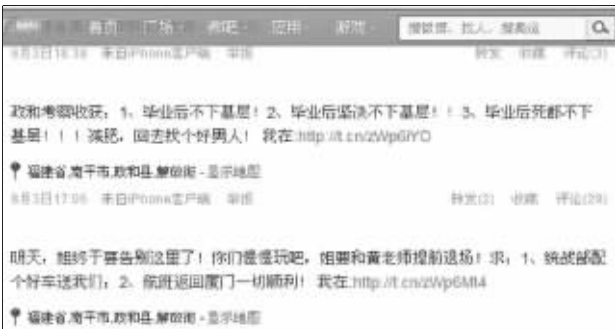 首页 广场 微吧 应用 游戏 搜微博、找人、搜商品
8月3日18:38 来自iPhone客户端 举报 转发 收藏 评论(3)
政和考察收获：1、毕业后不下基层！2、毕业后坚决不下基层！！3、毕业后死都不下
基层！！！减肥，回去找个好男人！ 我在:http://t.cn/zWp6iYO
福建省,南平市,政和县,解放街 - 显示地图
8月3日17:06 来自iPhone客户端 举报 转发(2) 收藏 评论(29)
明天，姐终于要告别这里了！你们慢慢玩吧，姐要和黄老师提前退场！求：1、统战部配
个好车送我们；2、航班返回厦门一切顺利！ 我在:http://t.cn/zWp6Mt4
福建省,南平市,政和县,解放街 - 显示地图